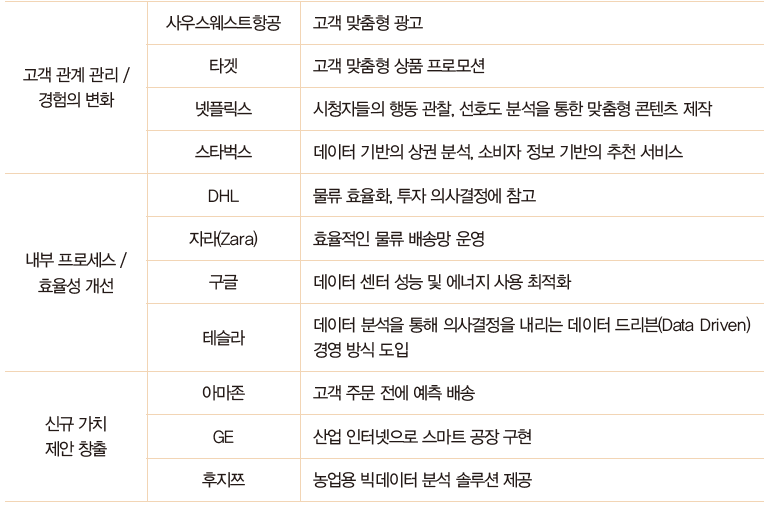 고객 관계 관리 /
경험의 변화
사우스웨스트항공
고객 맞춤형 광고
타겟
고객 맞춤형 상품 프로모션
넷플릭스
시청자들의 행동 관찰, 선호도 분석을 통한 맞춤형 콘텐츠 제작
스타벅스
데이터 기반의 상권 분석, 소비자 정보 기반의 추천 서비스
내부 프로세스 /
효율성 개선
DHL
물류 효율화, 투자 의사결정에 참고
자라(Zara)
효율적인 물류 배송망 운영
구글
데이터 센터 성능 및 에너지 사용 최적화
테슬라
데이터 분석을 통해 의사결정을 내리는 데이터 드리븐(Data Driven)
경영 방식 도입
신규 가치
제안 창출
아마존
고객 주문 전에 예측 배송
GE
산업 인터넷으로 스마트 공장 구현
후지쯔
농업용 빅데이터 분석 솔루션 제공